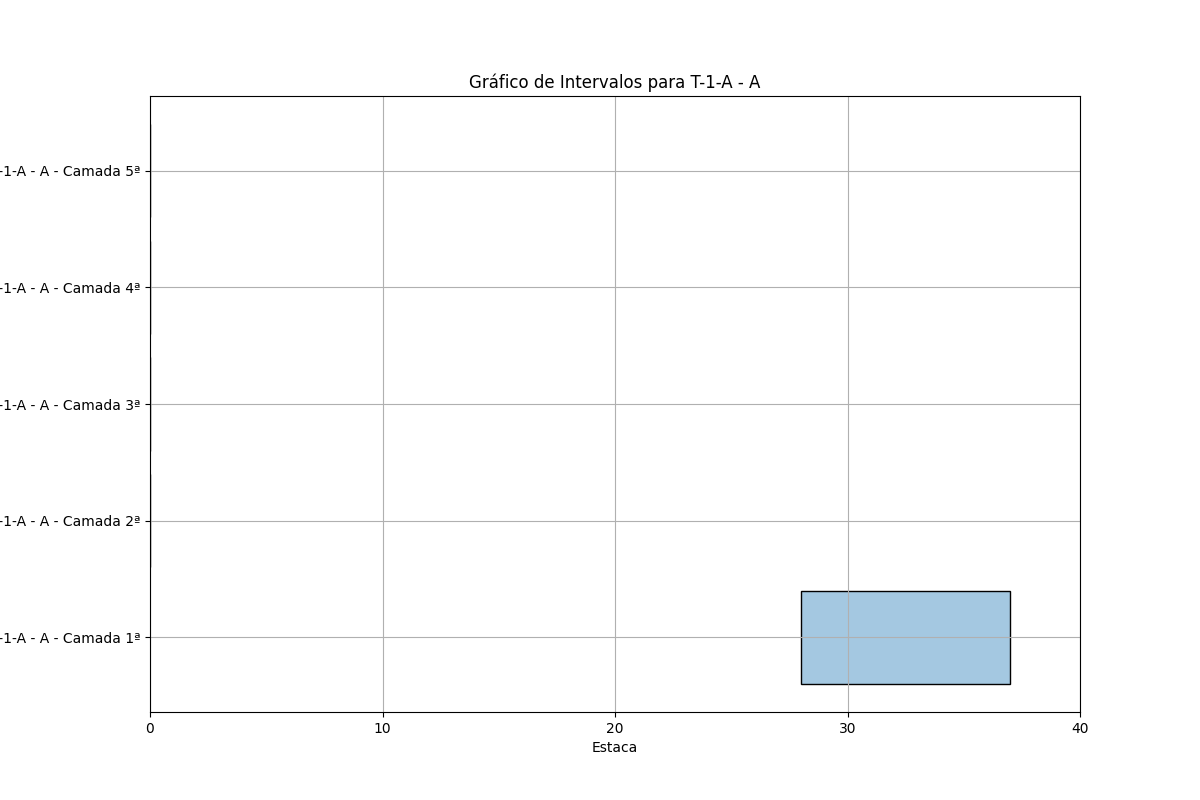 Gráfico de Intervalos para T-1-A - A
-1-A - A - Camada 5ª
-1-A - A - Camada 4ª
-1-A - A - Camada 3ª
-1-A - A - Camada 2ª
-1-A - A - Camada 1ª
0 10 20 30 40
Estaca